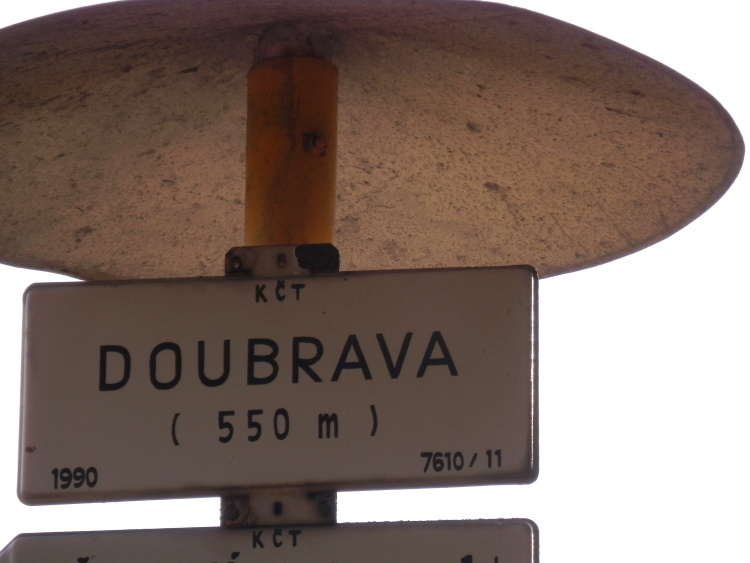 KČT
DOUBRAVA
( 550 m )
1990
7610 / 11
KČT